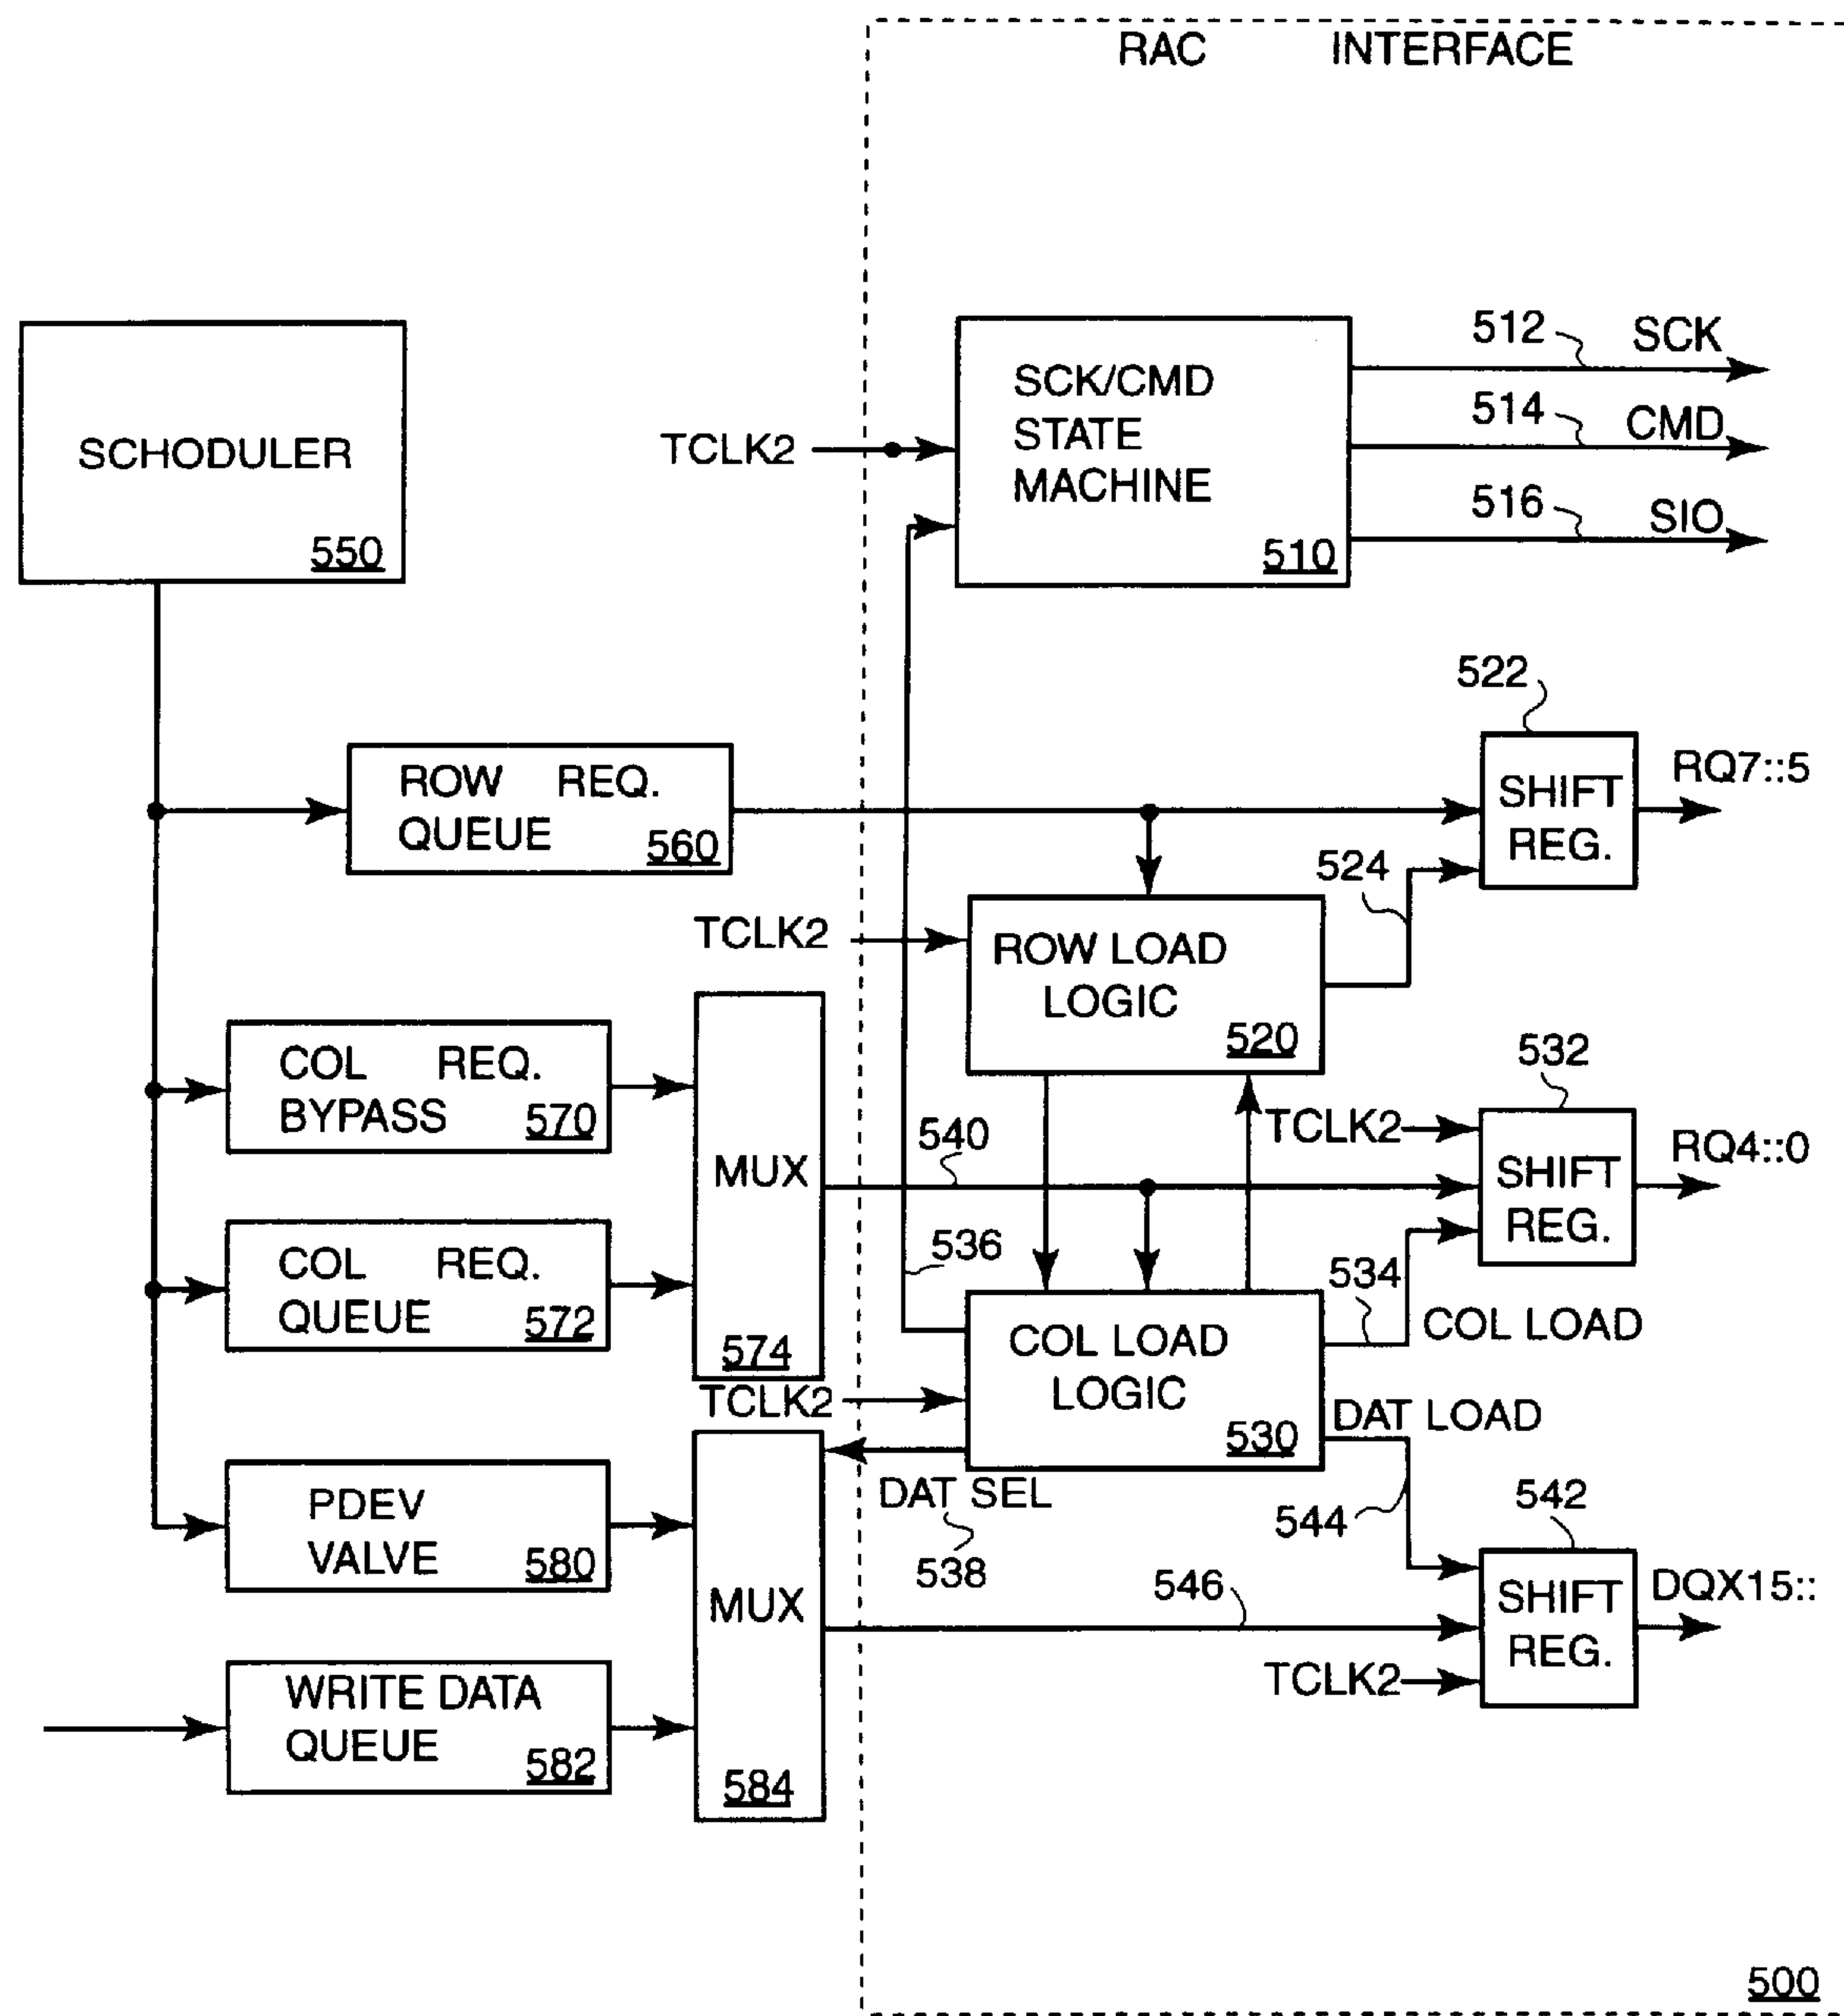 RAC INTERFACE
SCHODULER
550
TCLK2
SCK/CMD
STATE
MACHINE
510
512
SCK
514
CMD
516
SIO
ROW REQ.
QUEUE
560
522
SHIFT
REG.
RQ7::5
524
TCLK2
ROW LOAD
LOGIC
520
COL REQ.
BYPASS
570
COL REQ.
QUEUE
572
MUX
574
540
536
532
TCLK2
SHIFT
REG.
RQ4::0
534
COL LOAD
TCLK2
COL LOAD
LOGIC
530
DAT LOAD
DAT SEL
538
544
542
PDEV
VALVE
580
WRITE DATA
QUEUE
582
MUX
584
546
SHIFT
REG.
DQX15::
TCLK2
500